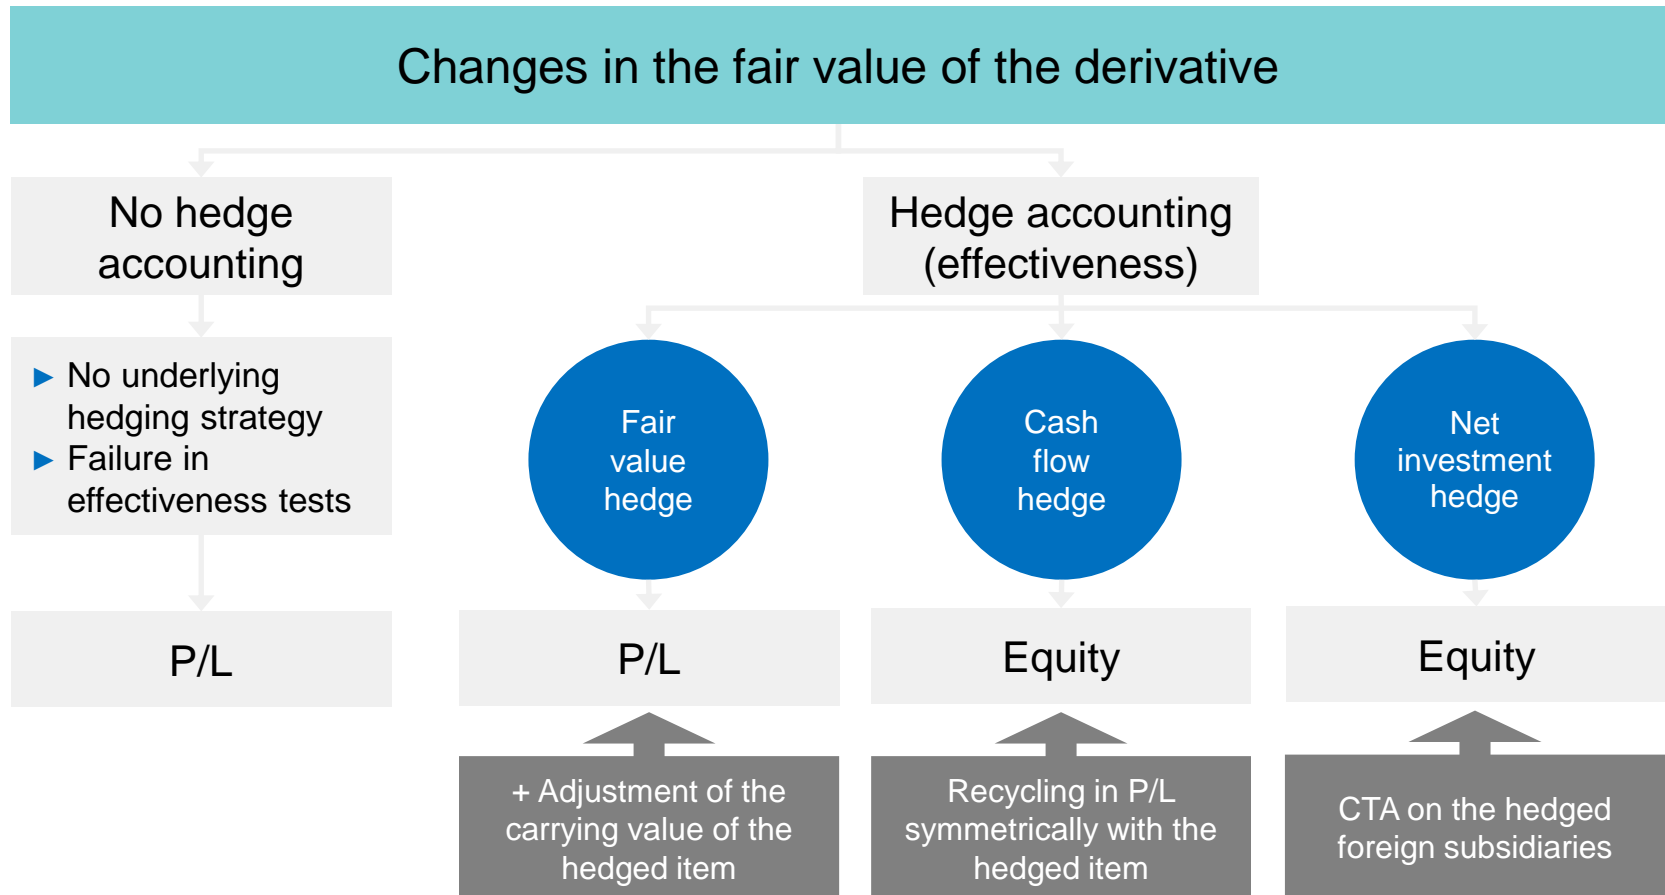 Changes in the fair value of the derivative
No hedge
accounting
Hedge accounting
(effectiveness)
► No underlying
hedging strategy
► Failure in
effectiveness tests
Fair
value
hedge
Cash
flow
hedge
Net
investment
hedge
P/L
P/L
Equity
Equity
+ Adjustment of the
carrying value of the
hedged item
Recycling in P/L
symmetrically with the
hedged item
CTA on the hedged
foreign subsidiaries